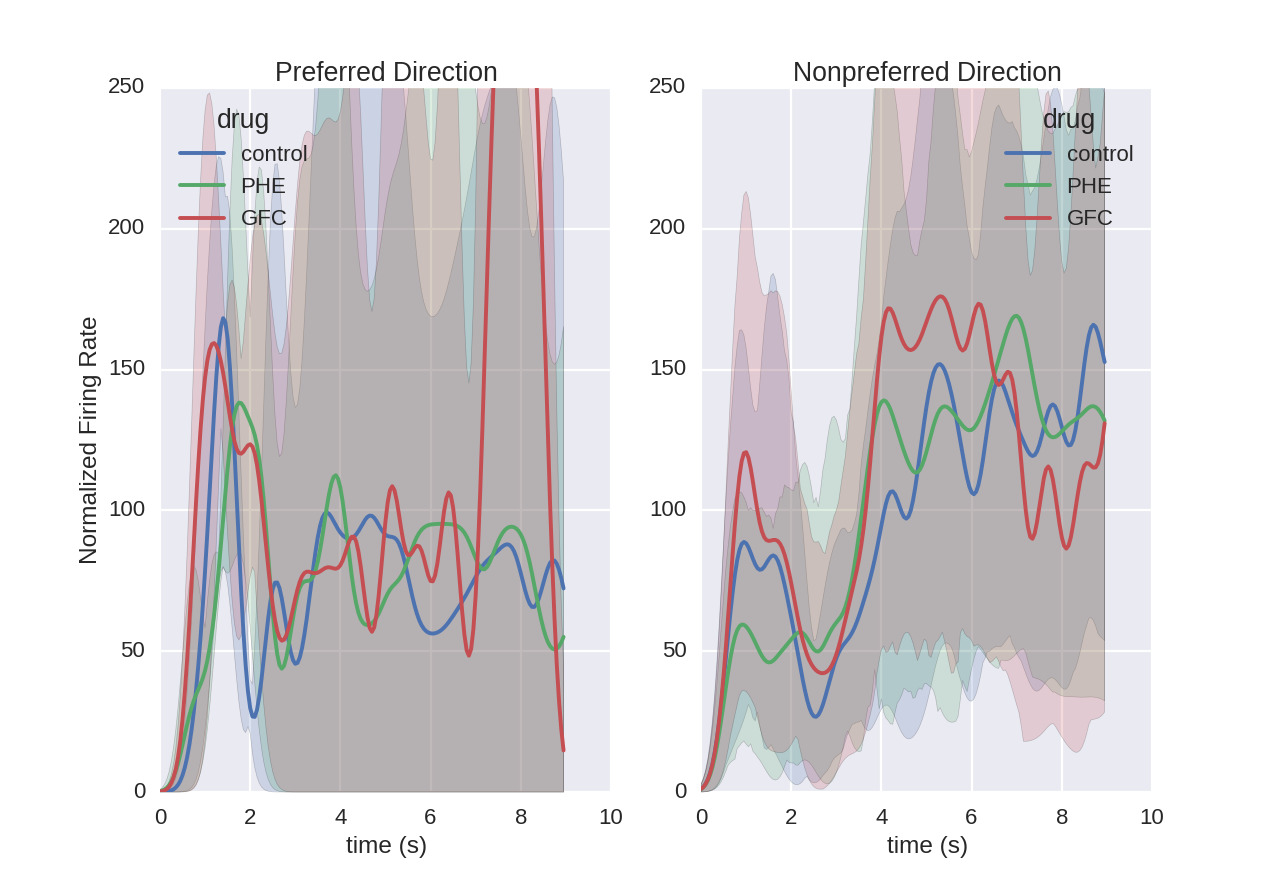 Preferred Direction
250
200
150
100
50
0
0 2 4 6 8 10
time (s)
Normalized Firing Rate
drug
control
PHE
GFC
Nonpreferred Direction
250
200
150
100
50
0
0 2 4 6 8 10
time (s)
drug
control
PHE
GFC